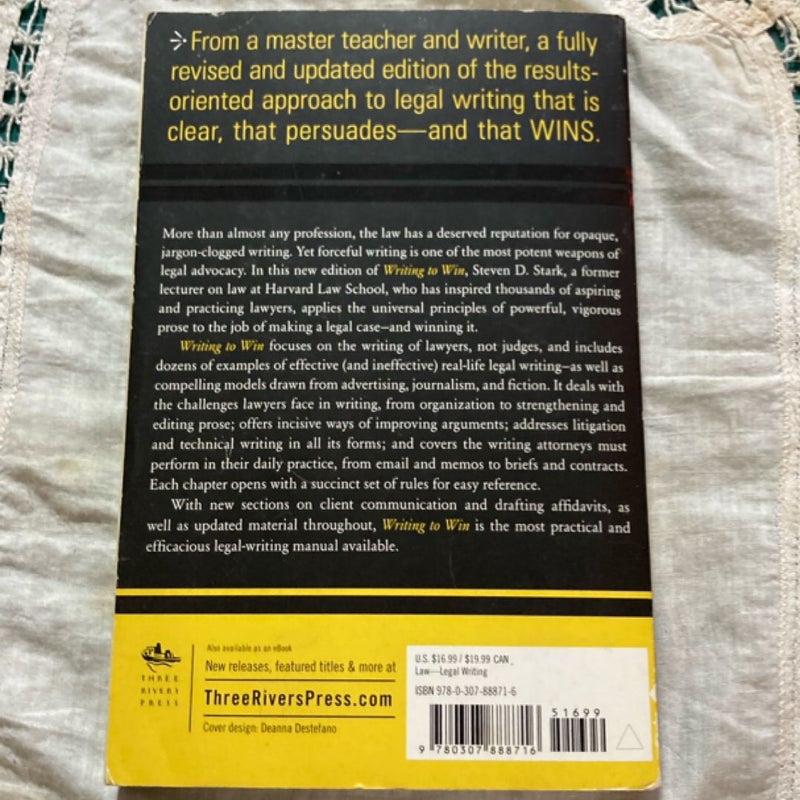 From a master teacher and writer, a fully
revised and updated edition of the results-
oriented approach to legal writing that is
clear, that persuades—and that WINS.
More than almost any profession, the law has a deserved reputation for opaque,
jargon-clogged writing. Yet forceful writing is one of the most potent weapons of
legal advocacy. In this new edition of Writing to Win, Steven D. Stark, a former
lecturer on law at Harvard Law School, who has inspired thousands of aspiring
and practicing lawyers, applies the universal principles of powerful, vigorous
prose to the job of making a legal case—and winning it.
Writing to Win focuses on the writing of lawyers, not judges, and includes
dozens of examples of effective (and ineffective) real-life legal writing—as well as
compelling models drawn from advertising, journalism, and fiction. It deals with
the challenges lawyers face in writing, from organization to strengthening and
editing prose; offers incisive ways of improving arguments; addresses litigation
and technical writing in all its forms; and covers the writing attorneys must
perform in their daily practice, from email and memos to briefs and contracts.
Each chapter opens with a succinct set of rules for easy reference.
With new sections on client communication and drafting affidavits, as
well as updated material throughout, Writing to Win is the most practical and
efficacious legal-writing manual available.
THREE
RIVERS
PRESS
Also available as an eBook
New releases, featured titles & more at
ThreeRiversPress.com
Cover design: Deanna Destefano
U.S. $16.99 / $19.99 CAN
Law—Legal Writing
ISBN 978-0-307-88871-6
51699
9 780307 888716